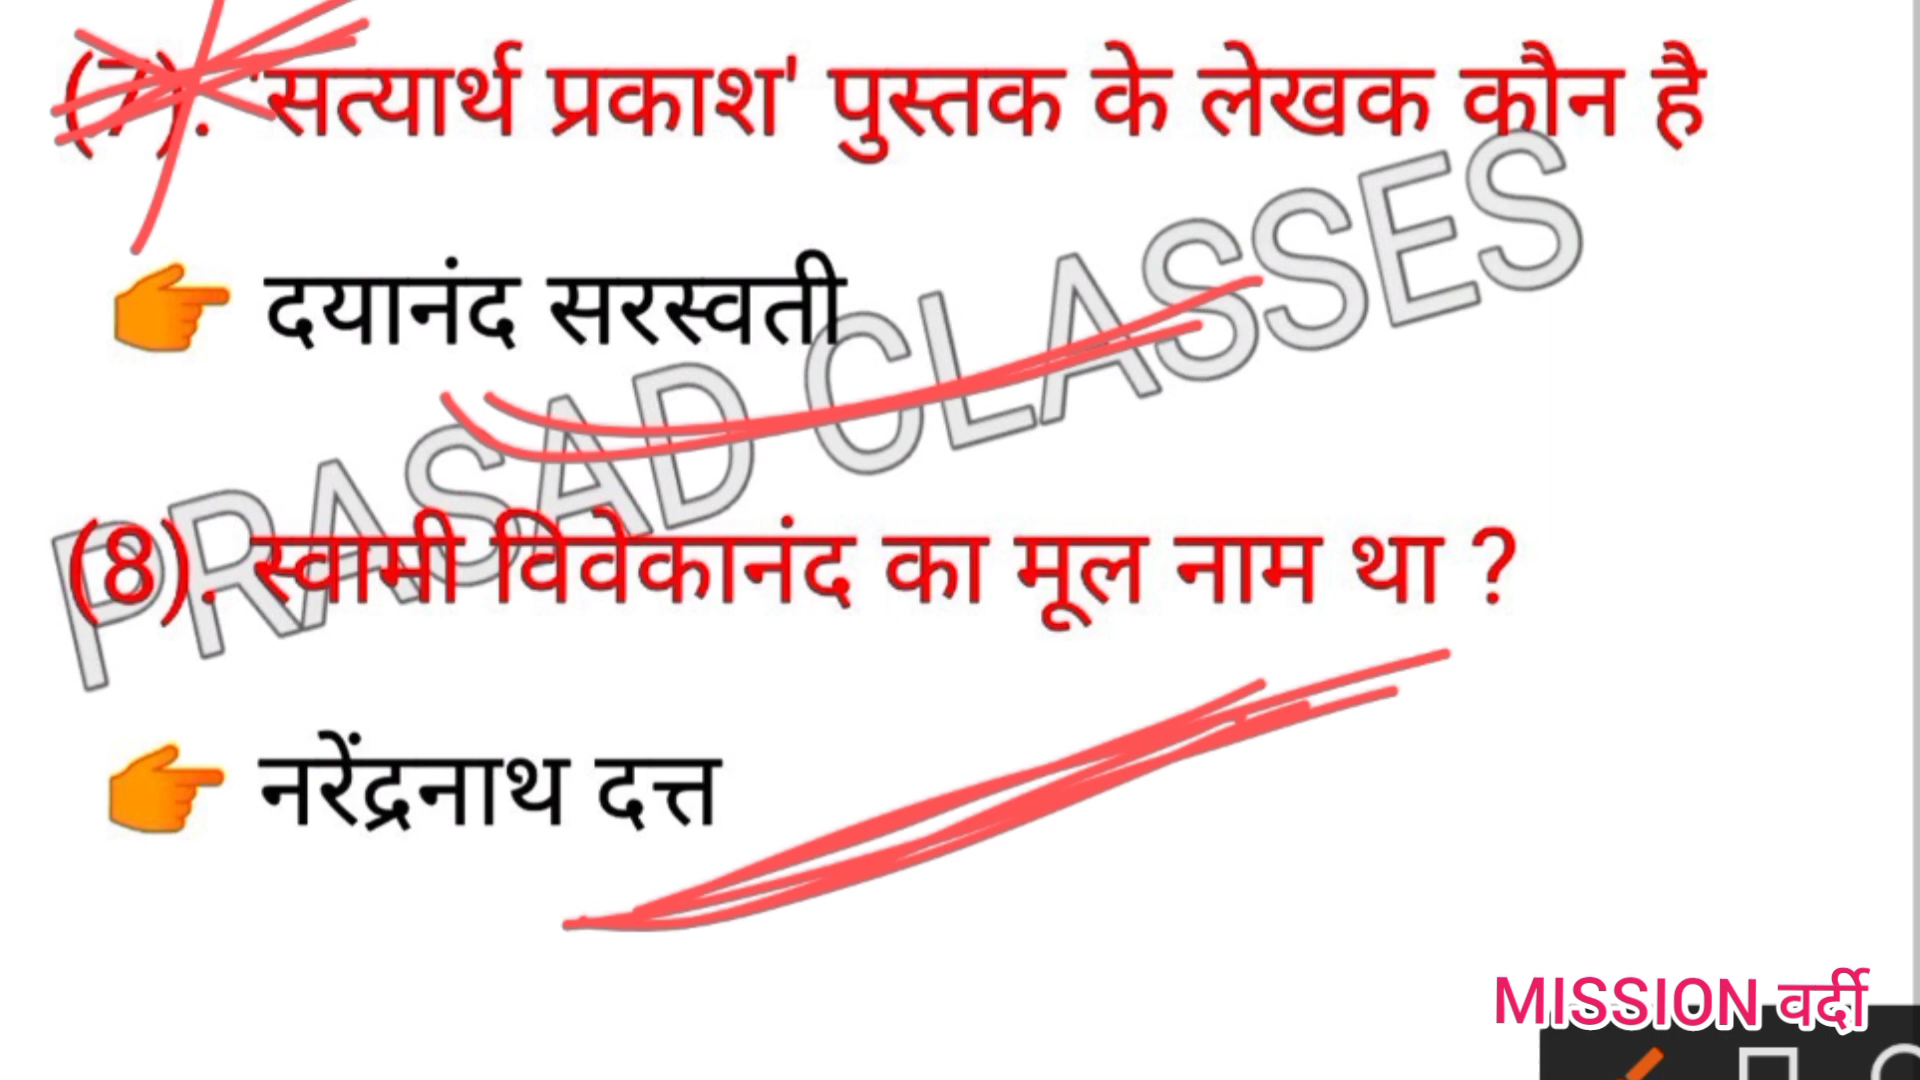 (7). 'सत्यार्थ प्रकाश' पुस्तक के लेखक कौन है
👉 दयानंद सरस्वती
PRASAD CLASSES
(8). स्वामी विवेकानंद का मूल नाम था ?
👉 नरेंद्रनाथ दत्त
MISSION वर्दी